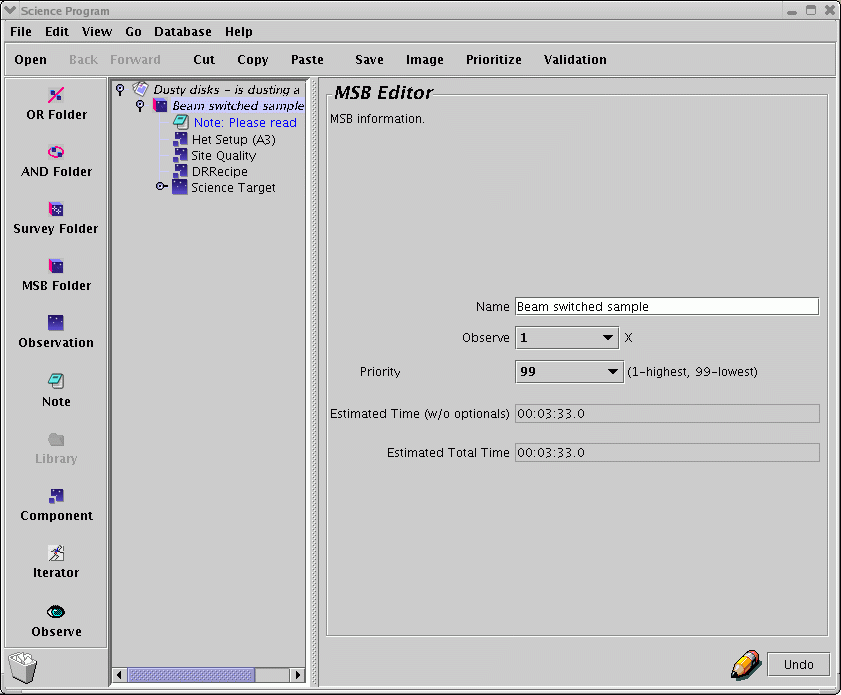 Science Program
File Edit View Go Database Help
Open Back Forward Cut Copy Paste Save Image Prioritize Validation
OR Folder
AND Folder
Survey Folder
MSB Folder
Observation
Note
Library
Component
Iterator
Observe
Dusty disks - is dusting a
Beam switched sample
Note: Please read
Het Setup (A3)
Site Quality
DRRecipe
Science Target
MSB Editor
MSB information.
Name Beam switched sample
Observe 1 X
Priority 99 (1-highest, 99-lowest)
Estimated Time (w/o optionals) 00:03:33.0
Estimated Total Time 00:03:33.0
Undo